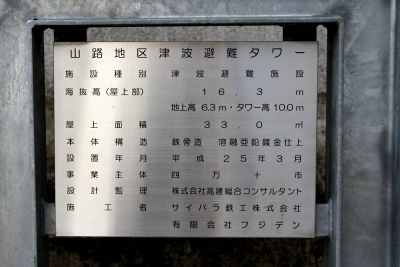 山路地区津波避難タワー
施設種別 津波避難施設
海抜高(屋上部) 16.3m
地上高 6.3m・タワー高 10.0m
屋上面積 33.0㎡
本体構造 鉄骨造 溶融亜鉛鍍金仕上
設置年月 平成25年3月
事業主体 四万十市
設計監理 株式会社高建総合コンサルタント
施工者 サイバラ鉄工株式会社
有限会社フジデン